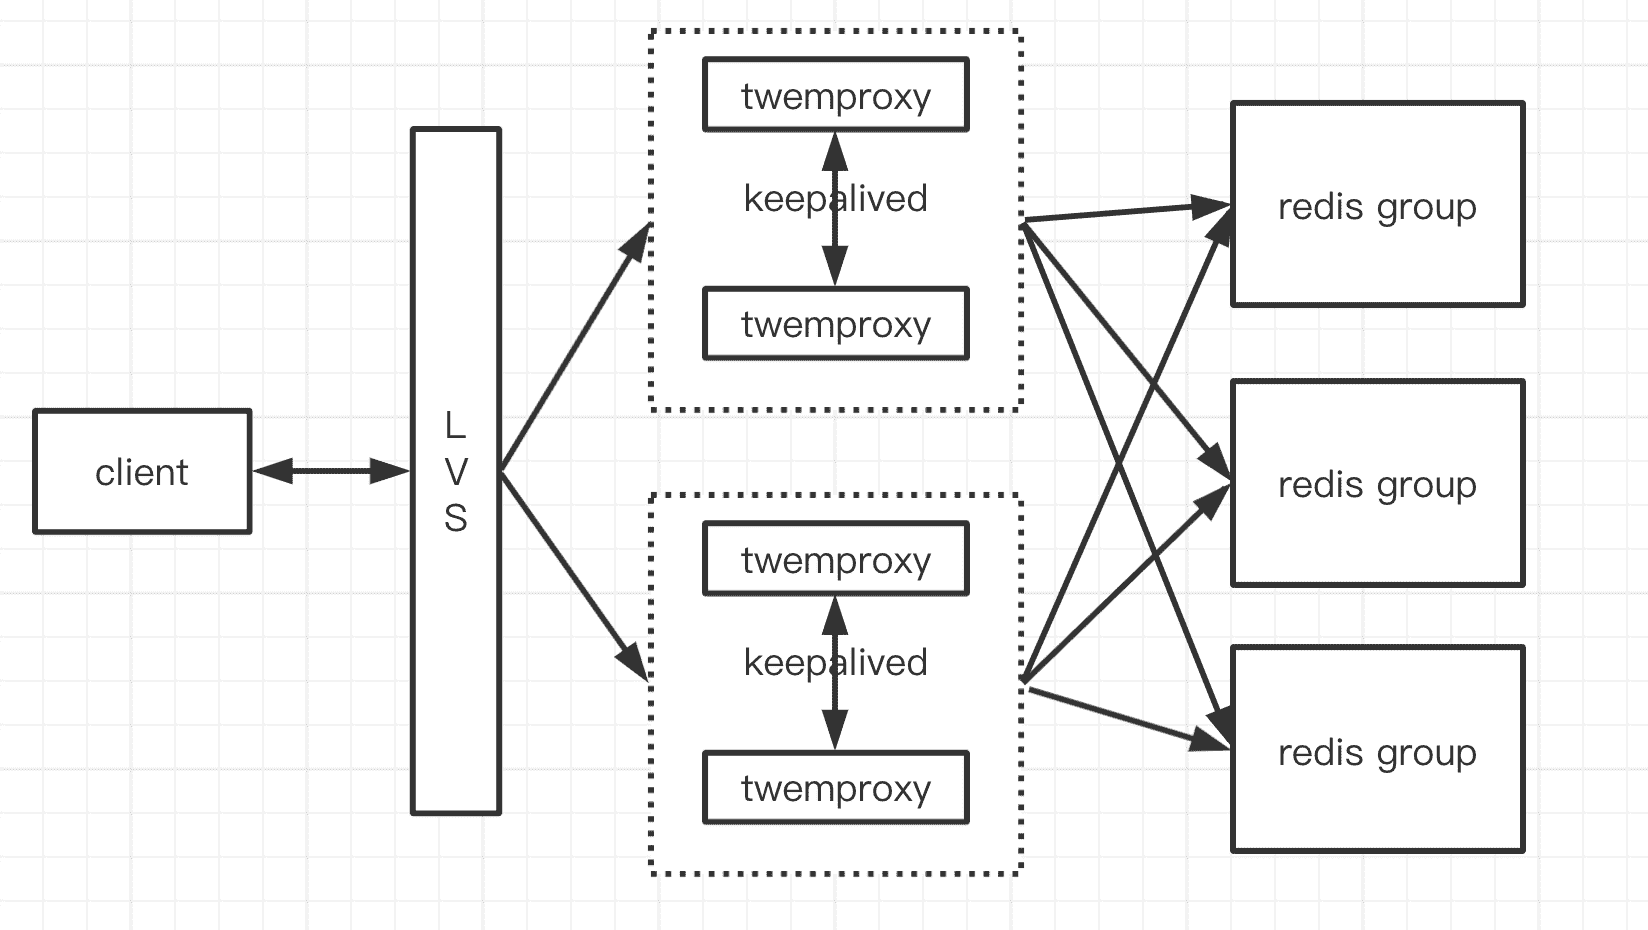 client
L
V
S
twemproxy
keepalived
twemproxy
twemproxy
keepalived
twemproxy
redis group
redis group
redis group